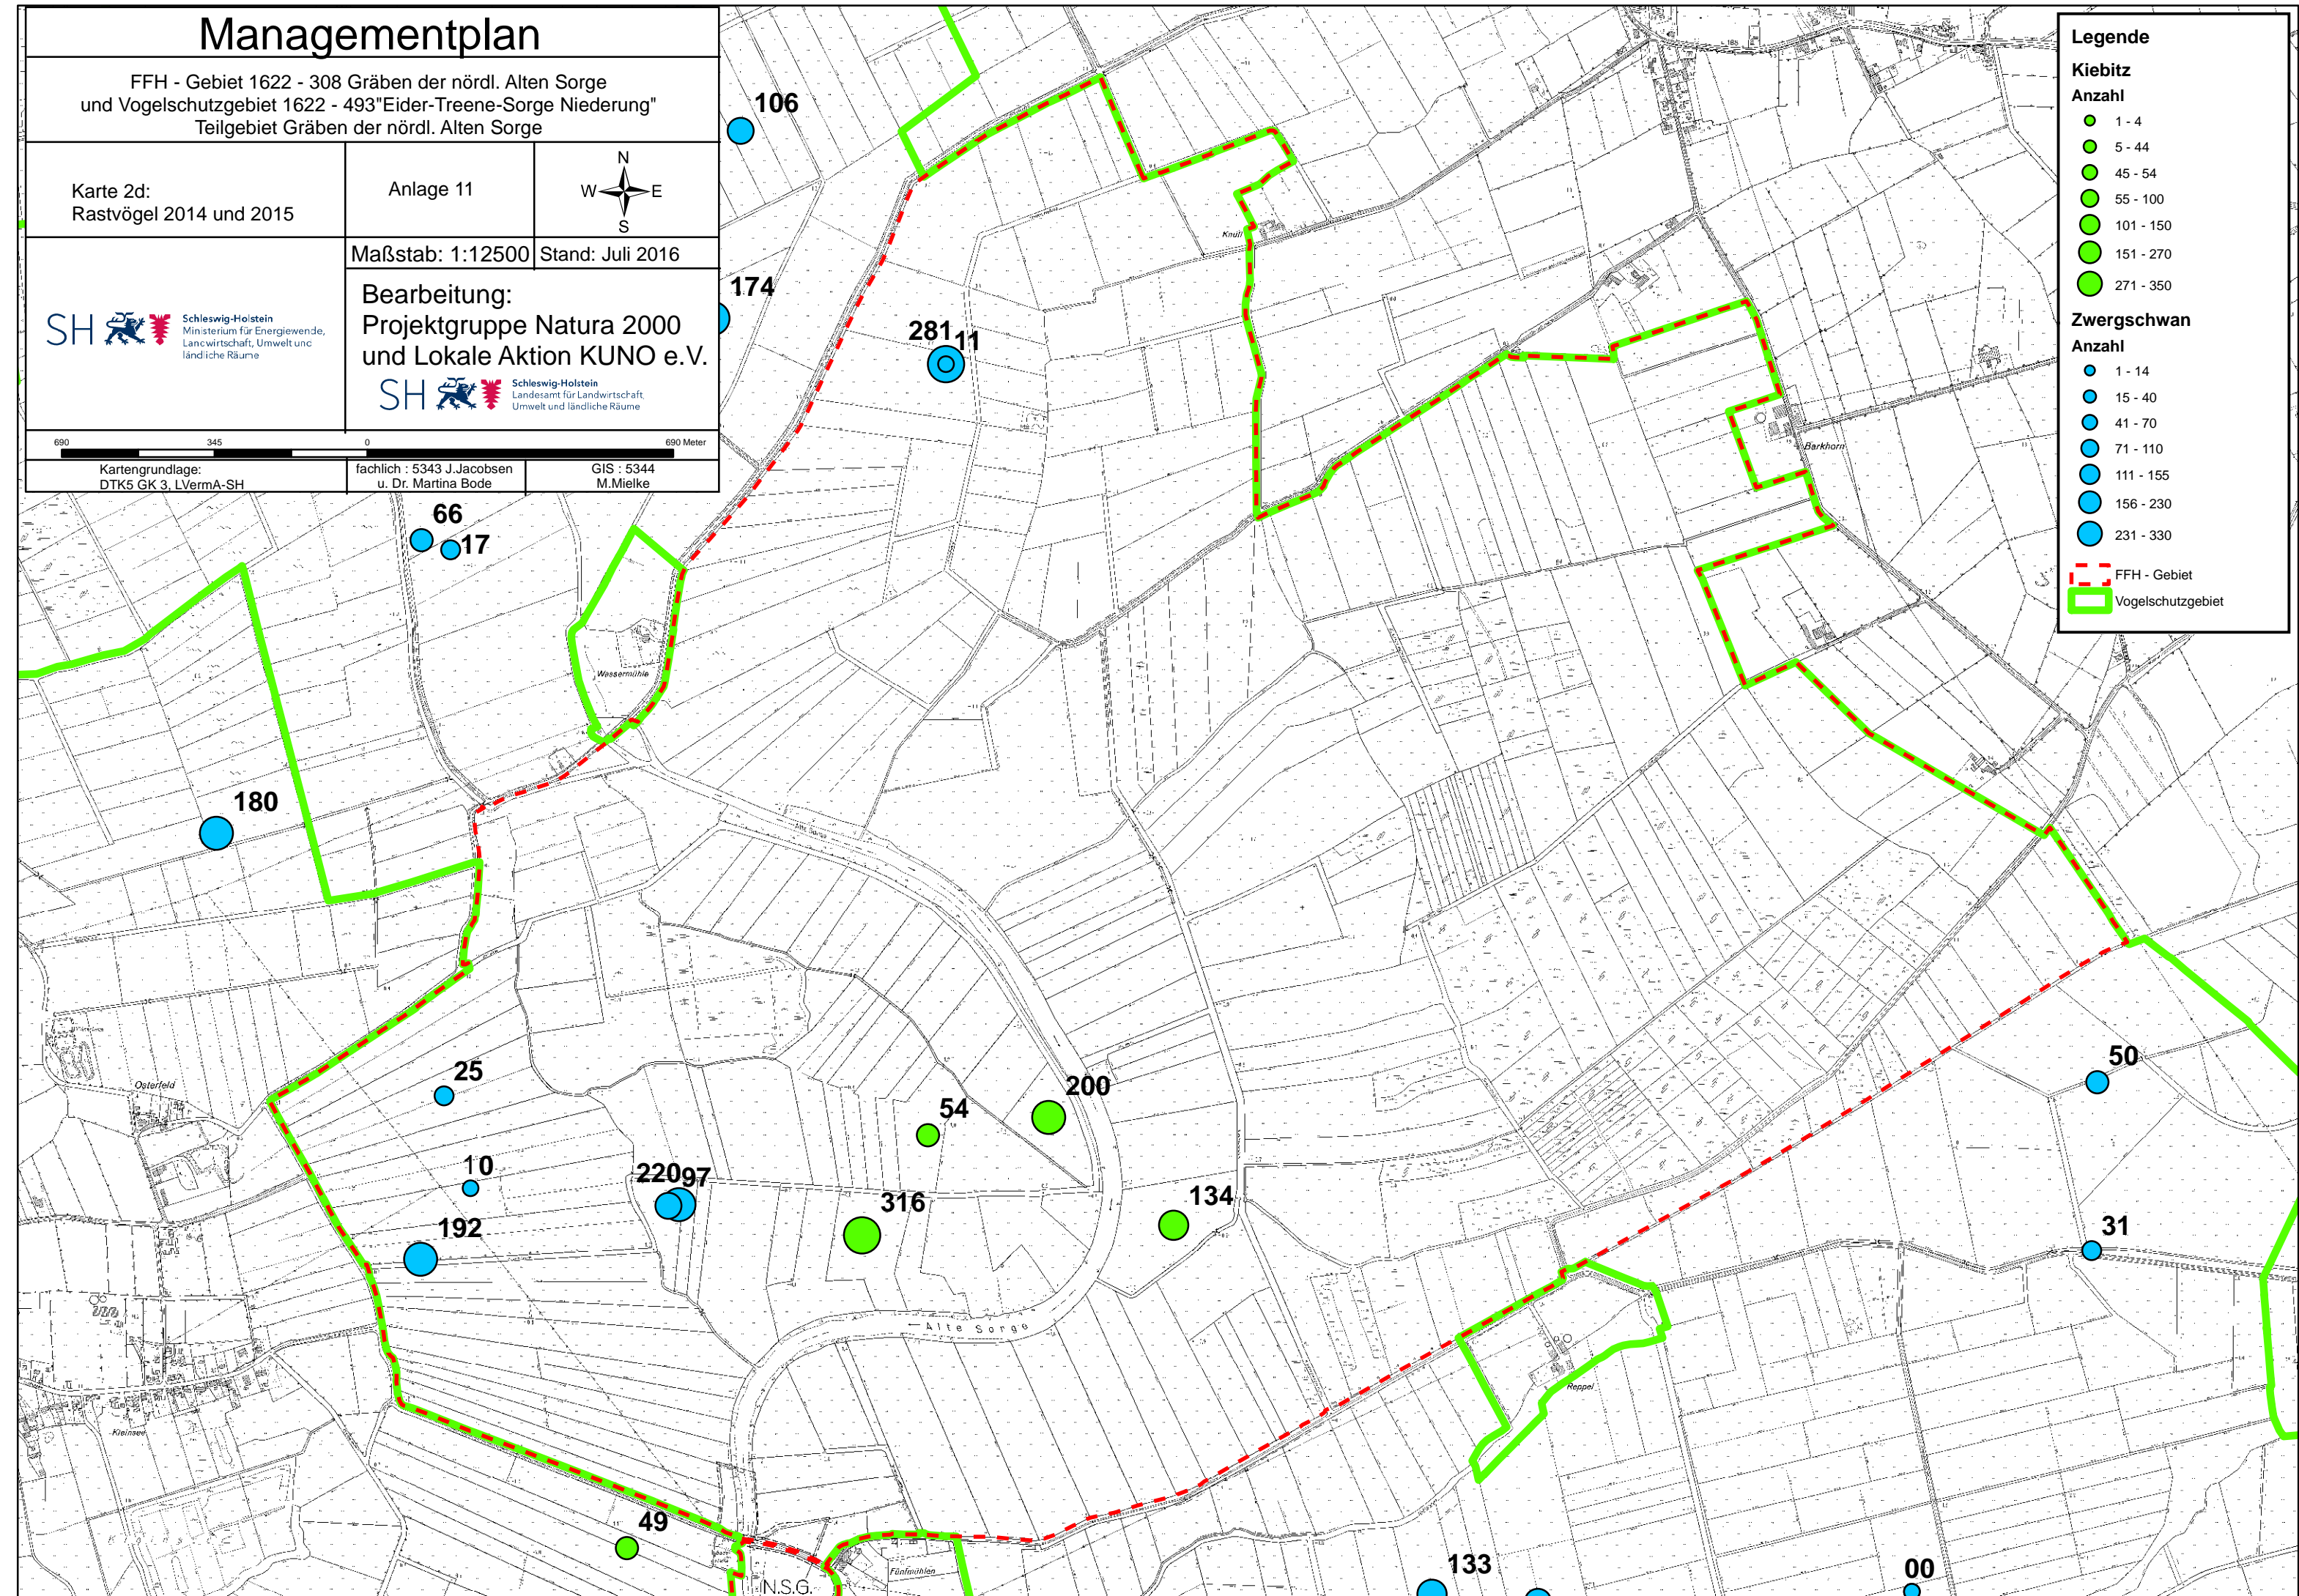 Managementplan
FFH - Gebiet 1622 - 308 Gräben der nördl. Alten Sorge
und Vogelschutzgebiet 1622 - 493"Eider-Treene-Sorge Niederung"
Teilgebiet Gräben der nördl. Alten Sorge
Karte 2d:
Rastvögel 2014 und 2015
Anlage 11
N
W E
S
Maßstab: 1:12500
Stand: Juli 2016
SH
Schleswig-Holstein
Ministerium für Energiewende,
Landwirtschaft, Umwelt und
ländliche Räume
Bearbeitung:
Projektgruppe Natura 2000
und Lokale Aktion KUNO e.V.
SH
Schleswig-Holstein
Landesamt für Landwirtschaft,
Umwelt und ländliche Räume
690 345 0 690 Meter
Kartengrundlage:
DTK5 GK 3, LVermA-SH
fachlich : 5343 J.Jacobsen
u. Dr. Martina Bode
GIS : 5344
M.Mielke
Legende
Kiebitz
Anzahl
1 - 4
5 - 44
45 - 54
55 - 100
101 - 150
151 - 270
271 - 350
Zwergschwan
Anzahl
1 - 14
15 - 40
41 - 70
71 - 110
111 - 155
156 - 230
231 - 330
FFH - Gebiet
Vogelschutzgebiet
106
174
Knüll
281
11
Barkhorn
66
17
Wassermühle
180
Alte Sorge
Osterfeld
25
50
200
54
10
220
97
316
134
192
31
Alte Sorge
Reppel
Kleinsee
49
Fünfmühlen
N.S.G.
133
00